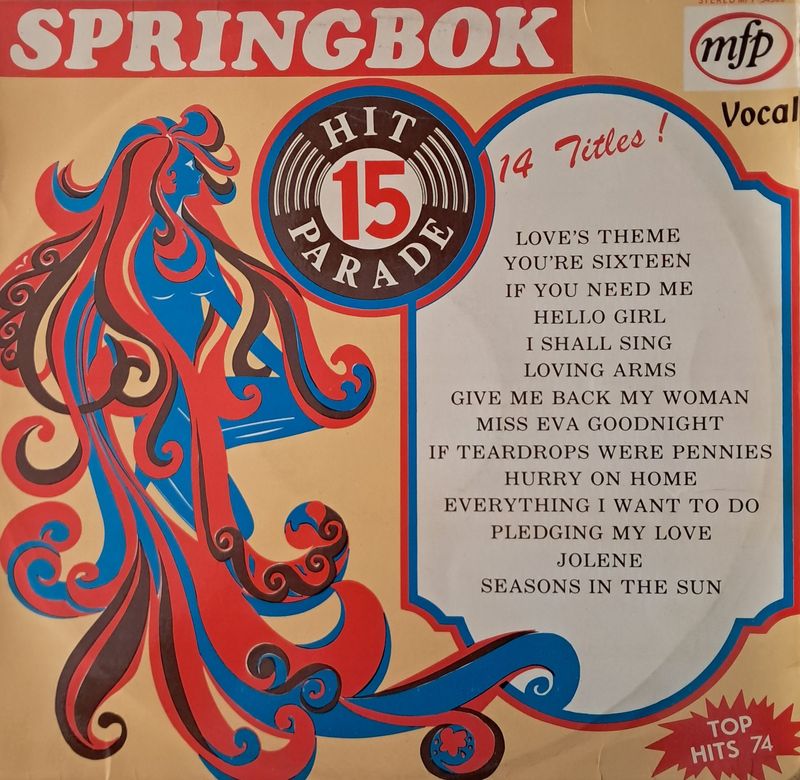 SPRINGBOK
mfp
Vocal
HIT
15
PARADE
14 Titles!
LOVE'S THEME
YOU'RE SIXTEEN
IF YOU NEED ME
HELLO GIRL
I SHALL SING
LOVING ARMS
GIVE ME BACK MY WOMAN
MISS EVA GOODNIGHT
IF TEARDROPS WERE PENNIES
HURRY ON HOME
EVERYTHING I WANT TO DO
PLEDGING MY LOVE
JOLENE
SEASONS IN THE SUN
TOP
HITS 74